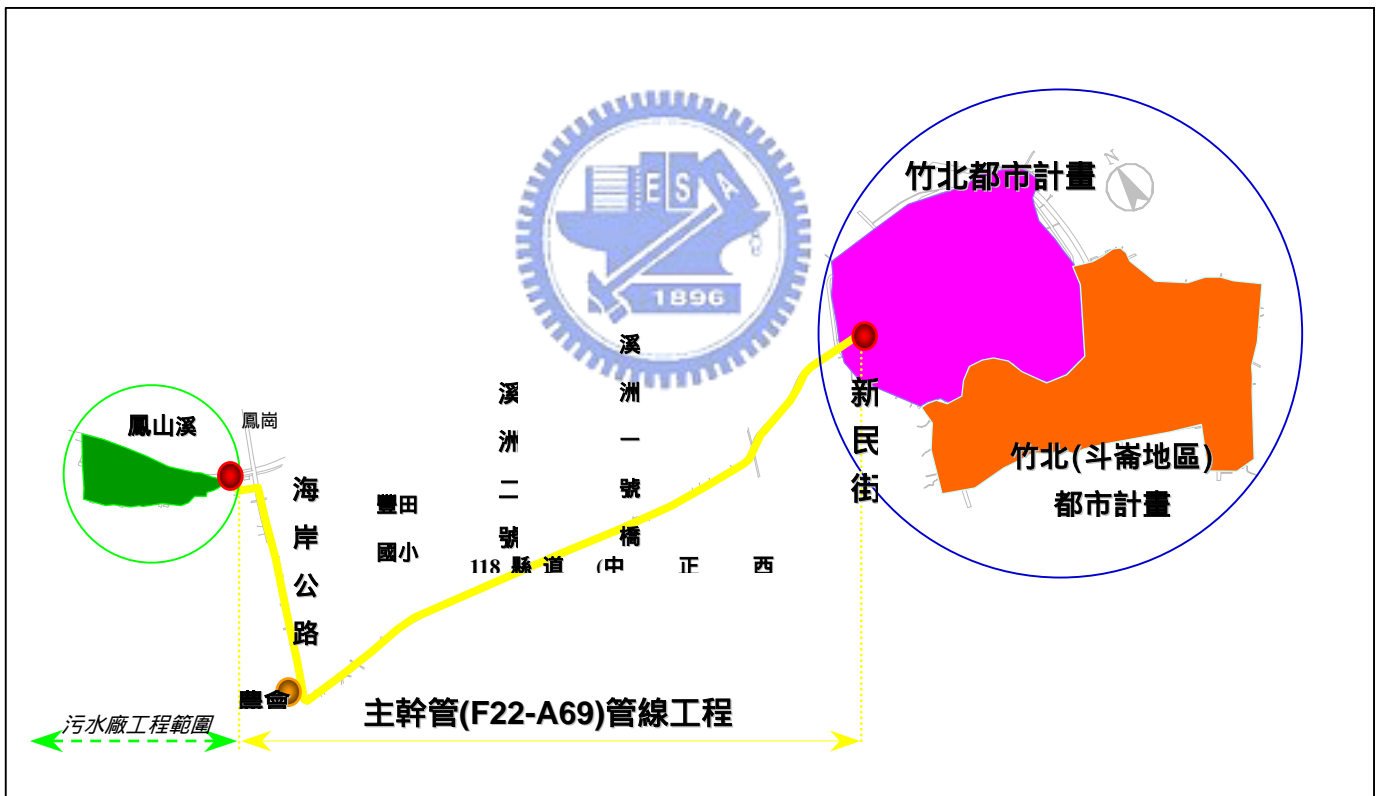 竹北都市計畫
N
ESA
1896
鳳山溪
鳳崗
海岸公路
豐田
國小
溪洲二號
溪洲一號橋
118 縣道 (中 正 西
新民街
竹北(斗崙地區)
都市計畫
農會
主幹管(F22-A69)管線工程
污水廠工程範圍